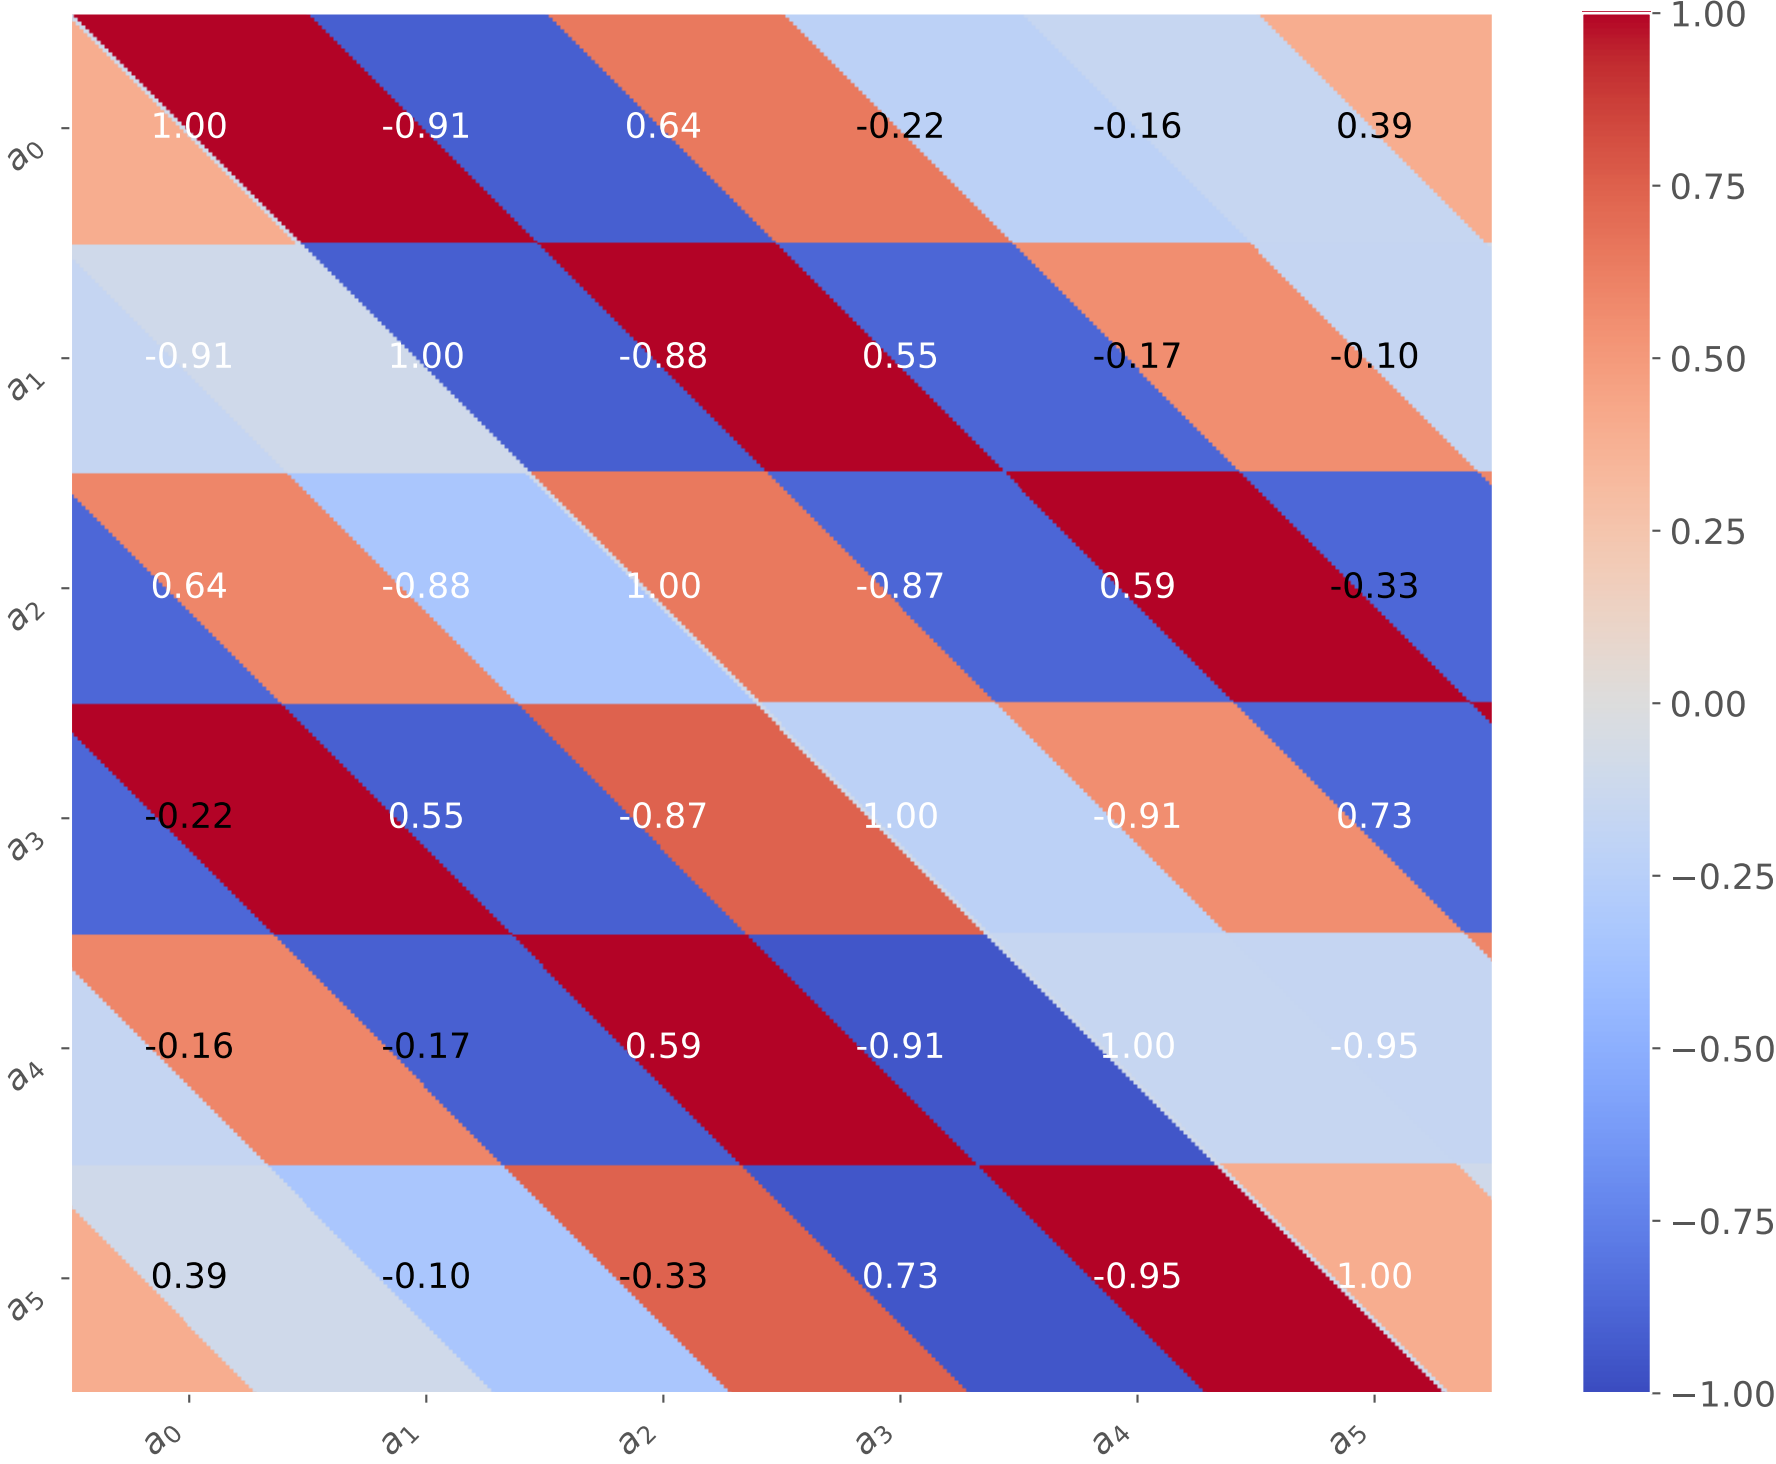 1.00
a0 1.00 -0.91 0.64 -0.22 -0.16 0.39
0.75
a1 -0.91 1.00 -0.88 0.55 -0.17 -0.10
0.50
0.25
a2 0.64 -0.88 1.00 -0.87 0.59 -0.33
0.00
a3 -0.22 0.55 -0.87 1.00 -0.91 0.73
−0.25
a4 -0.16 -0.17 0.59 -0.91 1.00 -0.95
−0.50
−0.75
a5 0.39 -0.10 -0.33 0.73 -0.95 1.00
−1.00
a0 a1 a2 a3 a4 a5